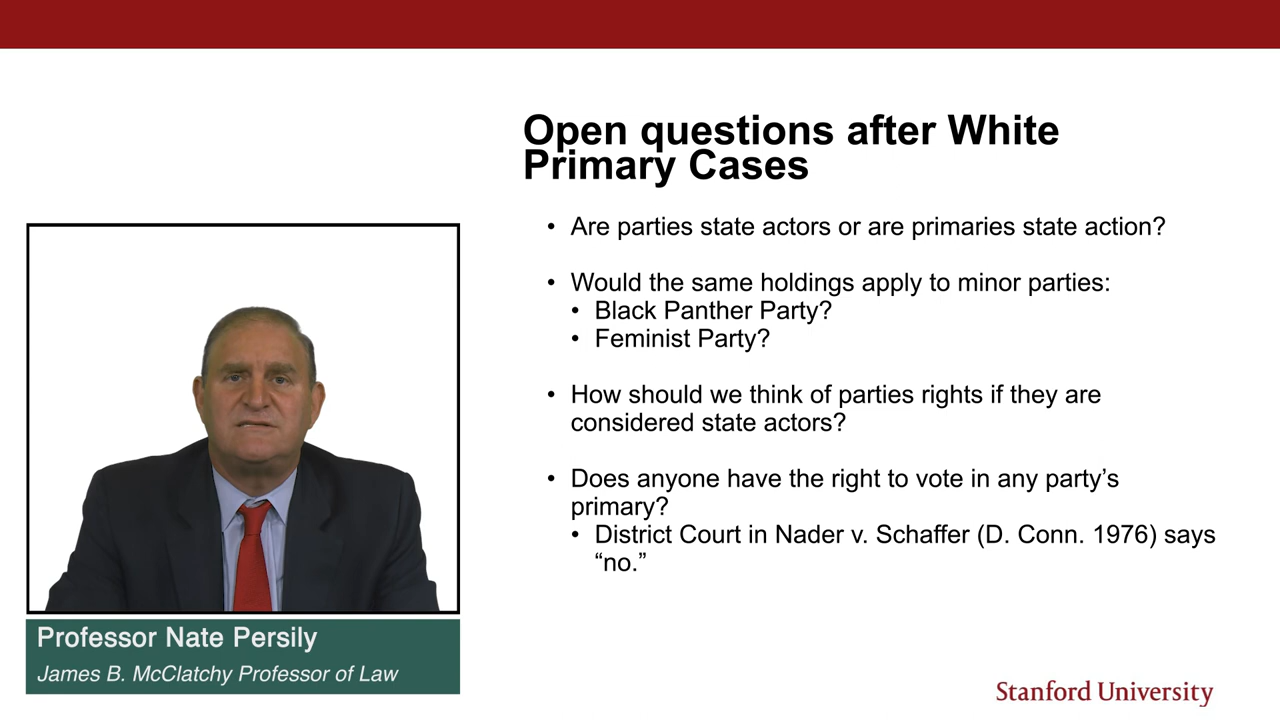 Open questions after White
Primary Cases
• Are parties state actors or are primaries state action?
• Would the same holdings apply to minor parties:
• Black Panther Party?
• Feminist Party?
• How should we think of parties rights if they are
considered state actors?
• Does anyone have the right to vote in any party’s
primary?
• District Court in Nader v. Schaffer (D. Conn. 1976) says
“no.”
Professor Nate Persily
James B. McClatchy Professor of Law
Stanford University